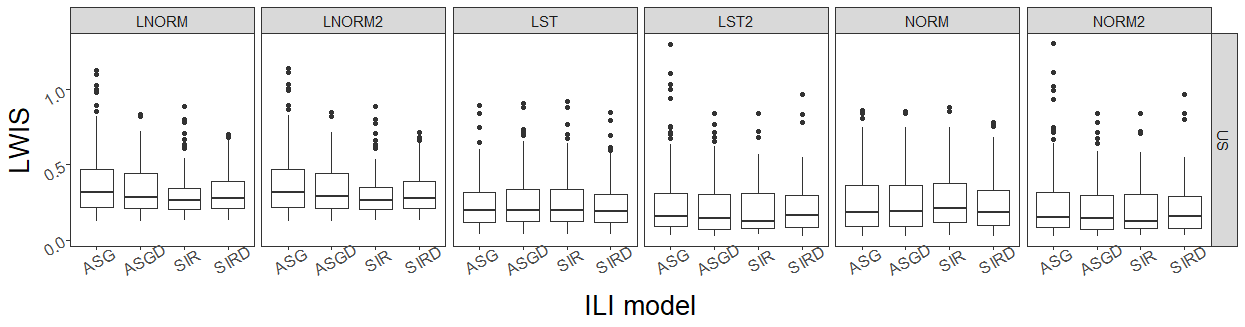 LNORM LNORM2 LST LST2 NORM NORM2
LWIS
1.0
0.5
0.0
US
ASG ASGD SIR SIRD ASG ASGD SIR SIRD ASG ASGD SIR SIRD ASG ASGD SIR SIRD ASG ASGD SIR SIRD ASG ASGD SIR SIRD
ILI model